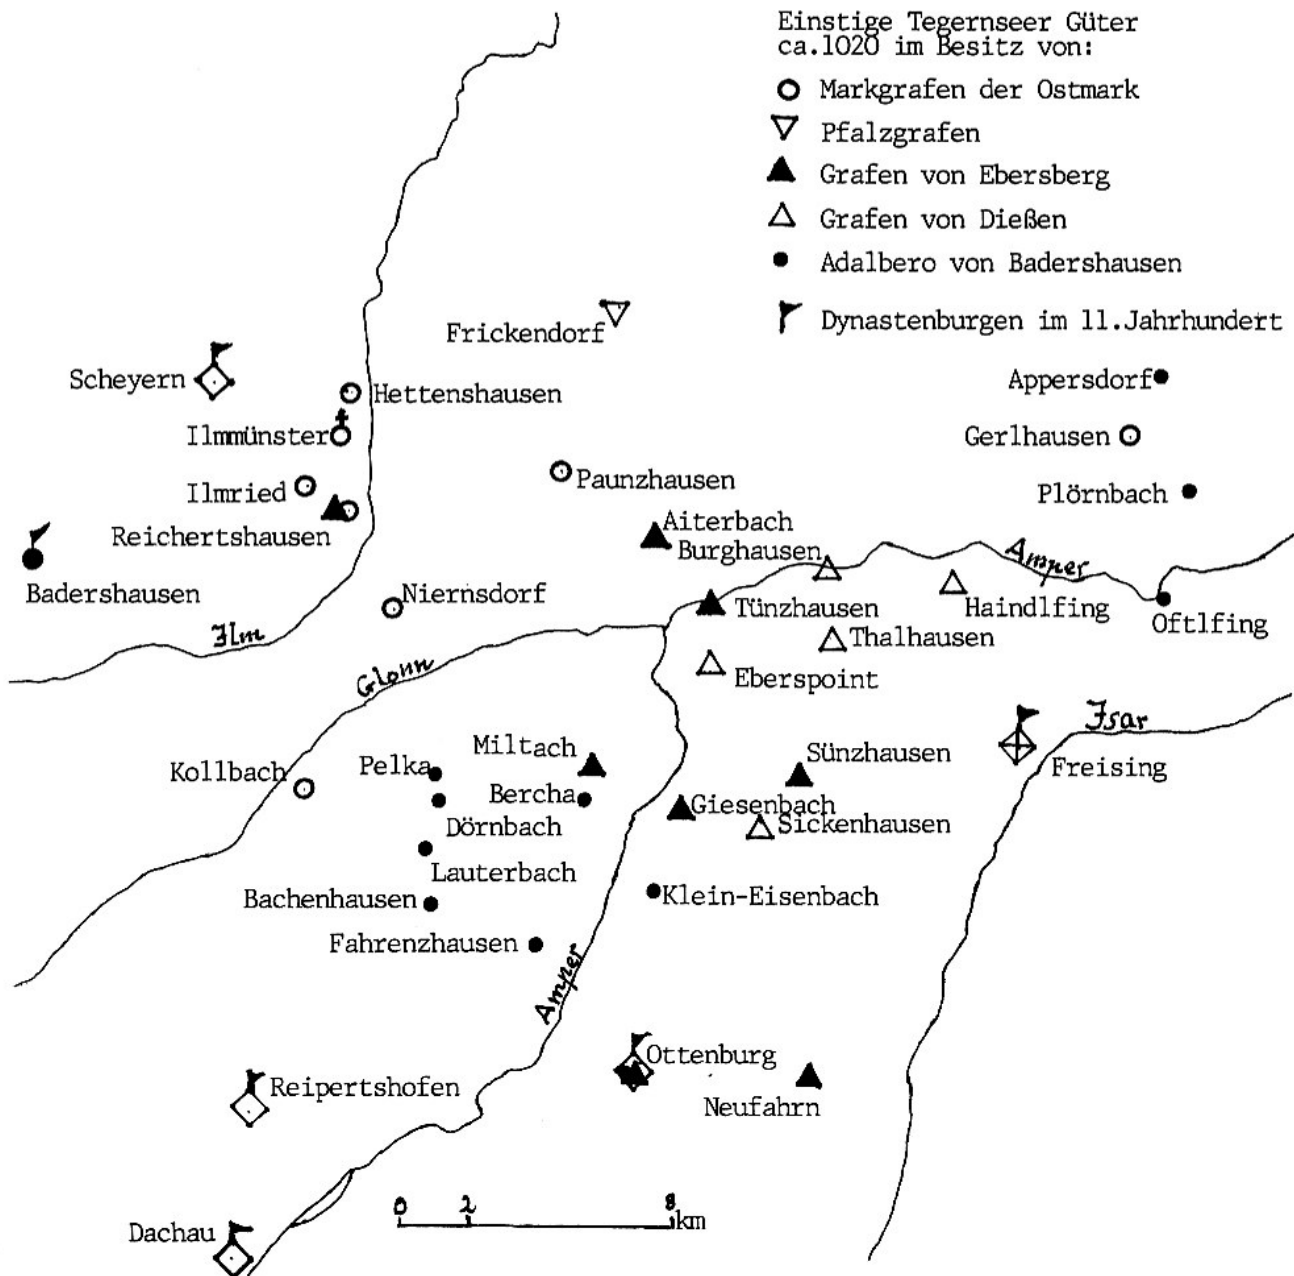 Einstige Tegernseer Güter
ca.1020 im Besitz von:
Markgrafen der Ostmark
Pfalzgrafen
Grafen von Ebersberg
Grafen von Dießen
Adalbero von Badershausen
Dynastenburgen im 11.Jahrhundert
Frickendorf
Scheyern
Hettenshausen
Appersdorf
Ilmmünster
Gerlhausen
Paunzhausen
Ilmried
Plörnbach
Reichertshausen
Aiterbach
Burghausen
Amper
Badershausen
Niernsdorf
Tünzhausen
Haindlfing
Oftlfing
Ilm
Thalhausen
Glonn
Eberspoint
Isar
Miltach
Sünzhausen
Freising
Kollbach
Pelka
Bercha
Giesenbach
Dörnbach
Sickenhausen
Lauterbach
Bachenhausen
Klein-Eisenbach
Fahrenzhausen
Amper
Ottenburg
Reipertshofen
Neufahrn
0 2 8
km
Dachau